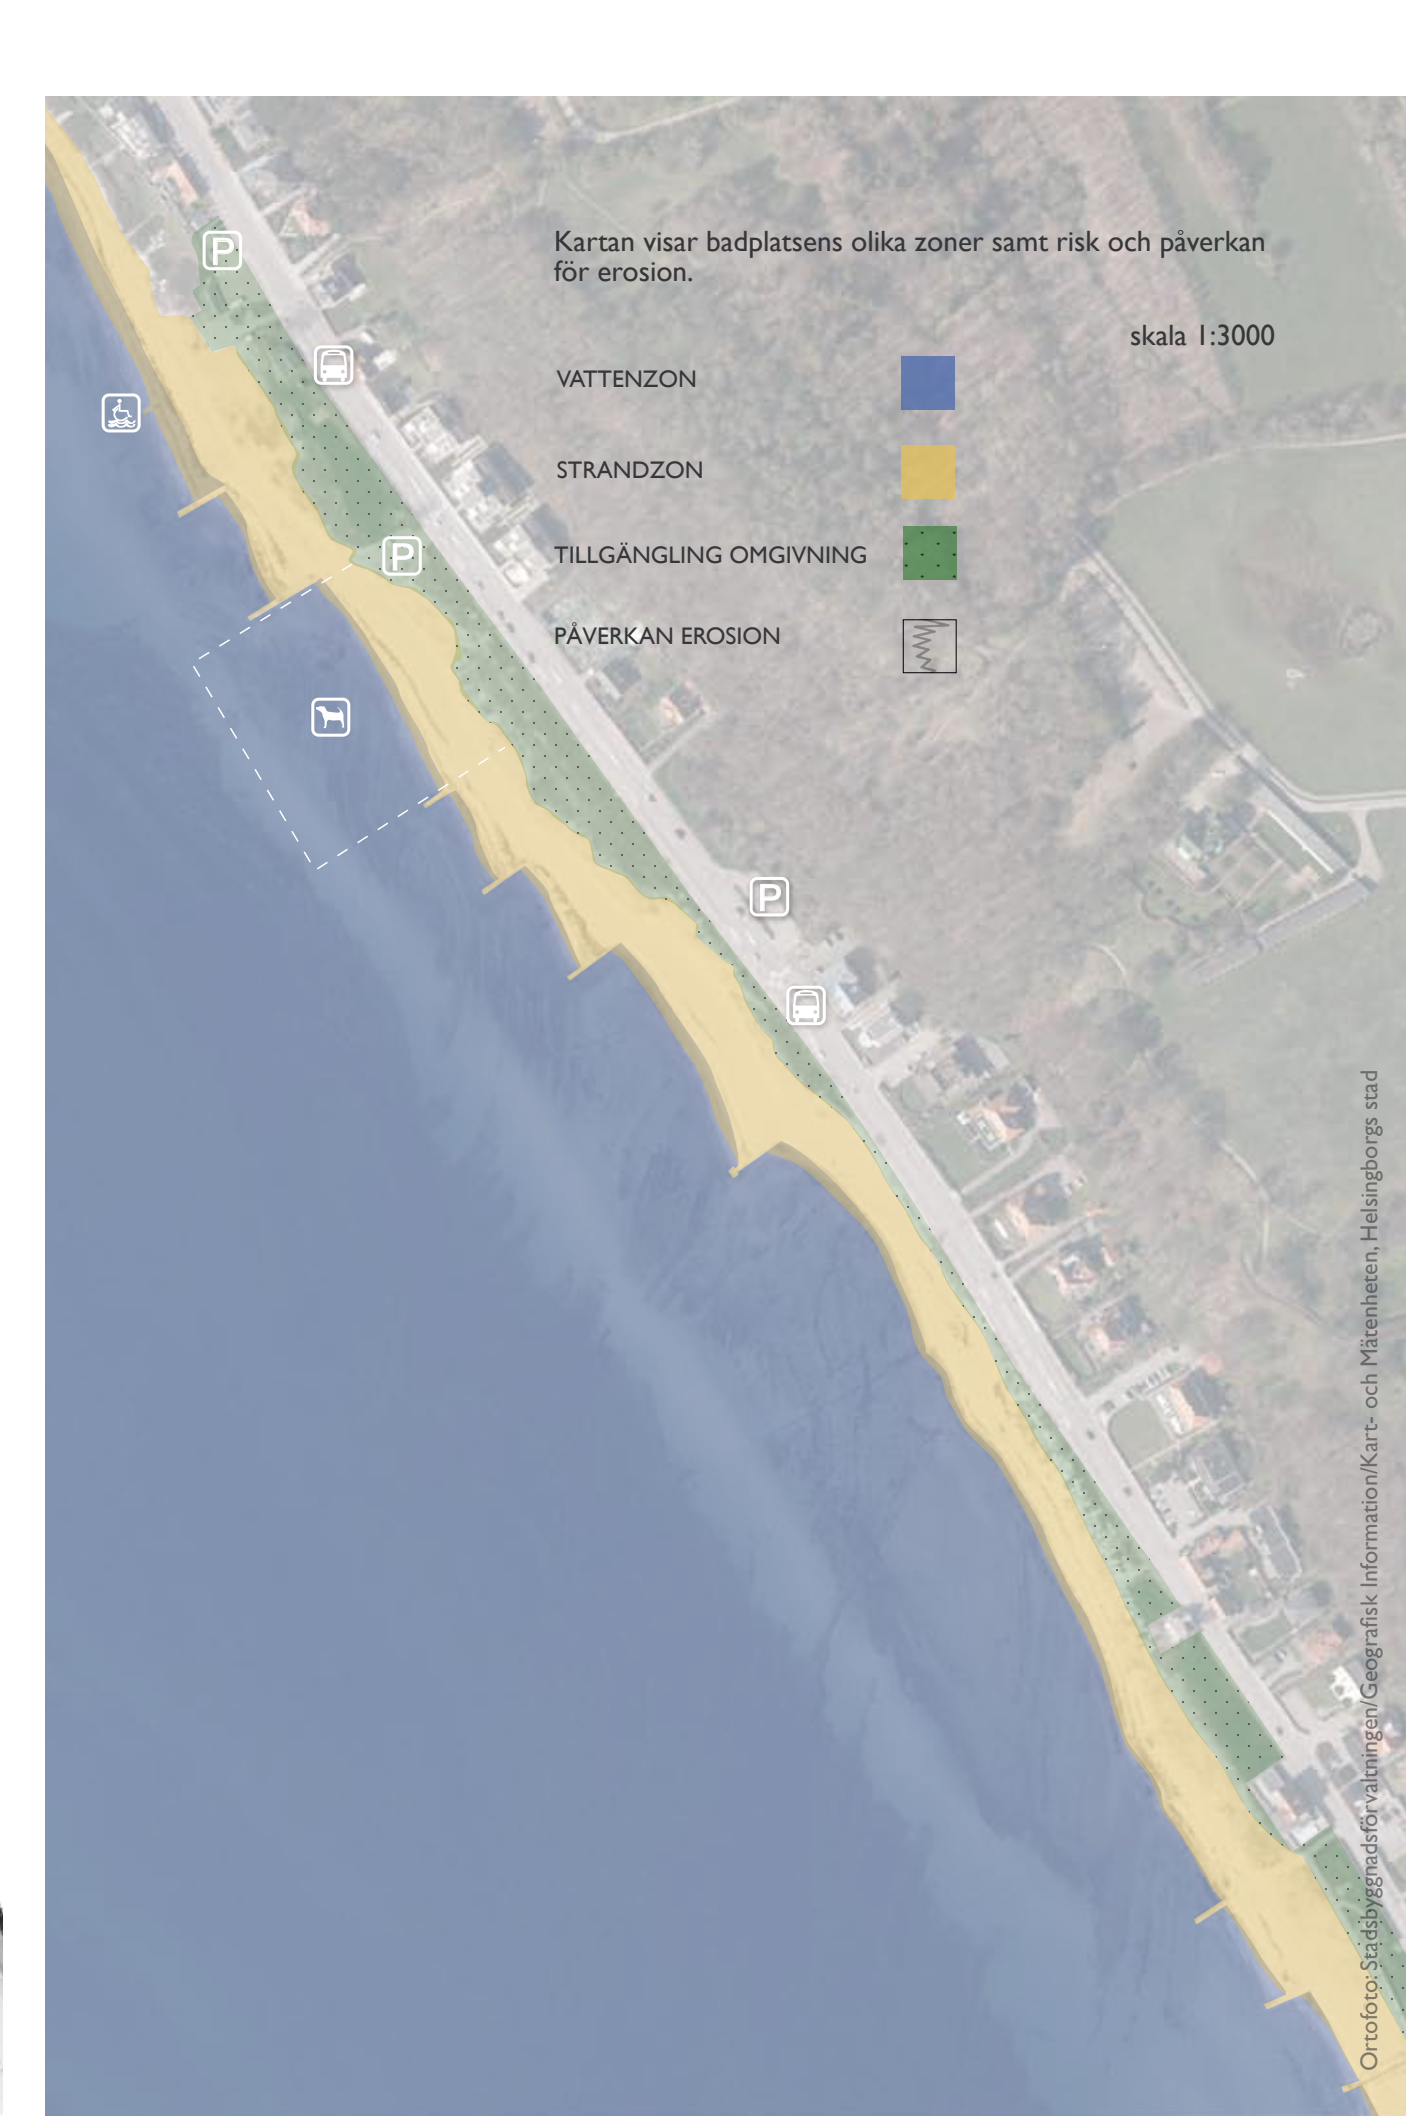 Kartan visar badplatsens olika zoner samt risk och påverkan
för erosion.
skala 1:3000
VATTENZON
STRANDZON
TILLGÄNGLING OMGIVNING
PÅVERKAN EROSION
P
P
P
Ortofoto: Stadsbyggnadsförvaltningen/Geografisk Information/Kart- och Mätenheten, Helsingborgs stad